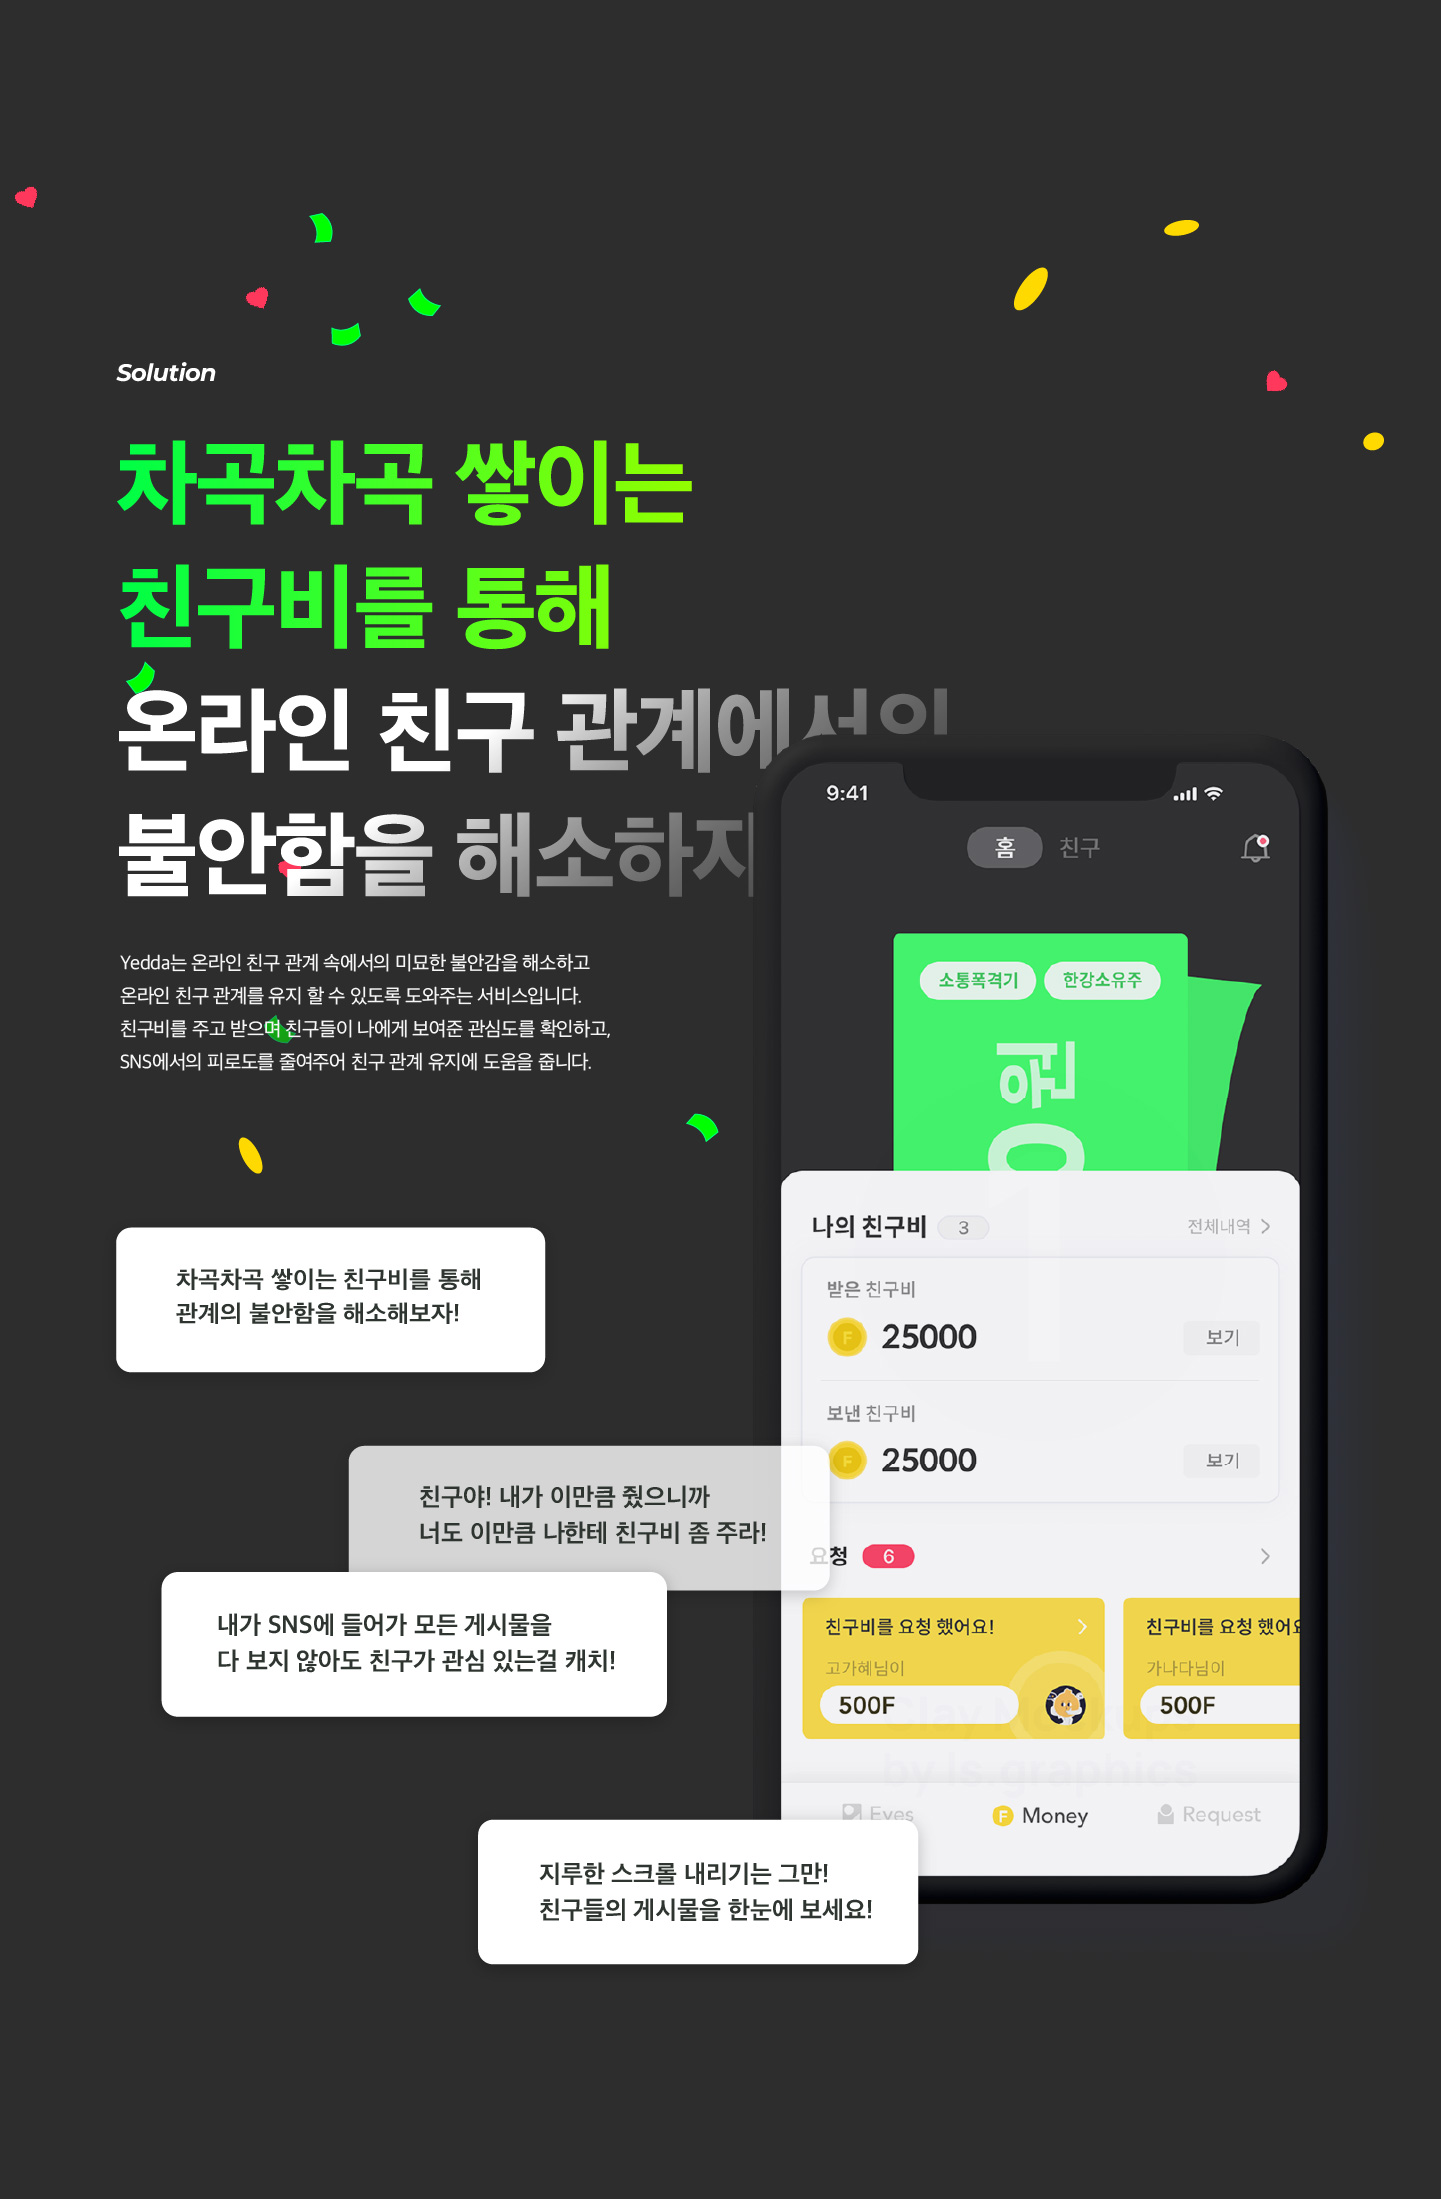 Solution
차곡차곡 쌓이는
친구비를 통해
온라인 친구 관계에서의
불안함을 해소하자
Yedda는 온라인 친구 관계 속에서의 미묘한 불안감을 해소하고
온라인 친구 관계를 유지 할 수 있도록 도와주는 서비스입니다.
친구비를 주고 받으며 친구들이 나에게 보여준 관심도를 확인하고,
SNS에서의 피로도를 줄여주어 친구 관계 유지에 도움을 줍니다.
차곡차곡 쌓이는 친구비를 통해
관계의 불안함을 해소해보자!
친구야! 내가 이만큼 줬으니까
너도 이만큼 나한테 친구비 좀 주라!
내가 SNS에 들어가 모든 게시물을
다 보지 않아도 친구가 관심 있는걸 캐치!
지루한 스크롤 내리기는 그만!
친구들의 게시물을 한눈에 보세요!
9:41
홈 친구
소통폭격기 한강소유주
0원
나의 친구비 3 전체내역
받은 친구비
F 25000 보기
보낸 친구비
F 25000 보기
요청 6
친구비를 요청 했어요! 친구비를 요청 했어요
고가혜님이 가나다님이
500F 500F
Clay Mockups
by ls.graphics
Eyes F Money Request